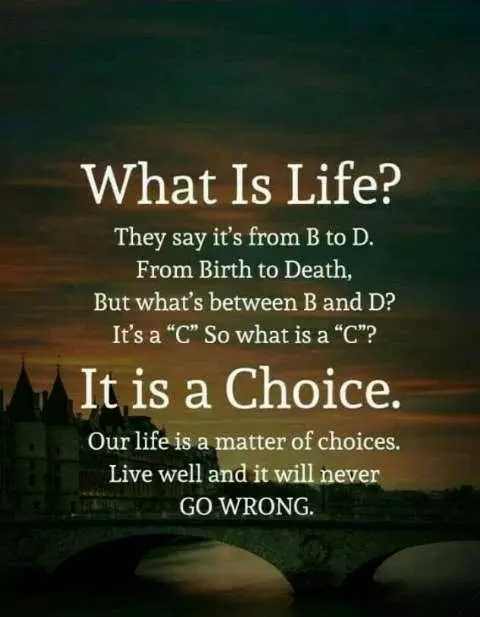 What Is Life?
They say it's from B to D.
From Birth to Death,
But what's between B and D?
It's a “C” So what is a “C”?
It is a Choice.
Our life is a matter of choices.
Live well and it will never
GO WRONG.